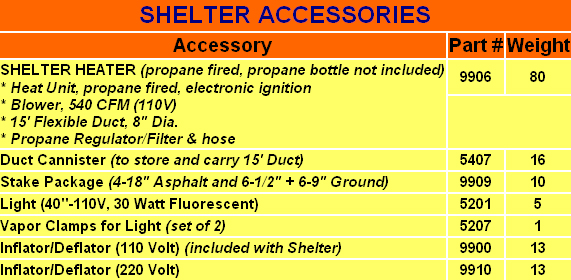 SHELTER ACCESSORIES
Accessory Part # Weight
SHELTER HEATER (propane fired, propane bottle not included) 9906 80
* Heat Unit, propane fired, electronic ignition
* Blower, 540 CFM (110V)
* 15' Flexible Duct, 8" Dia.
* Propane Regulator/Filter & hose
Duct Cannister (to store and carry 15' Duct) 5407 16
Stake Package (4-18" Asphalt and 6-1/2" + 6-9" Ground) 9909 10
Light (40"-110V, 30 Watt Fluorescent) 5201 5
Vapor Clamps for Light (set of 2) 5207 1
Inflator/Deflator (110 Volt) (included with Shelter) 9900 13
Inflator/Deflator (220 Volt) 9910 13